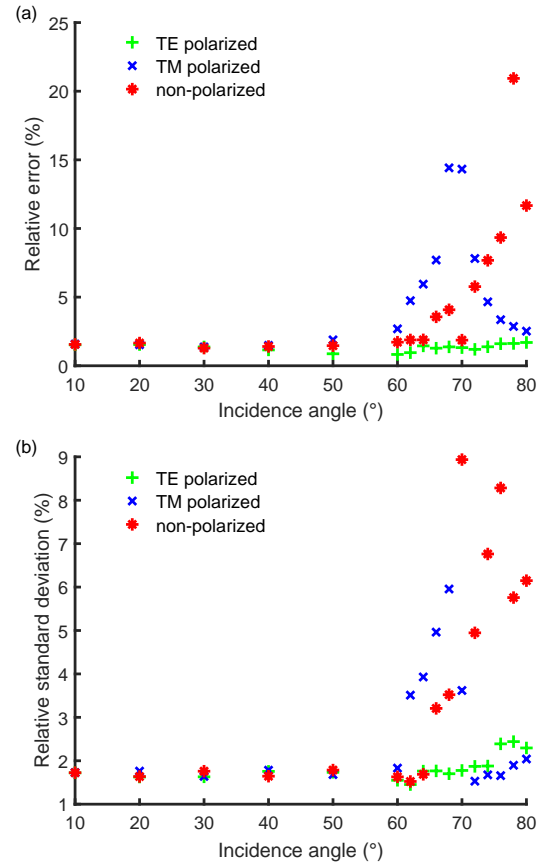 (a)
25
20
15
10
5
0
Relative error (%)
TE polarized
TM polarized
non-polarized
10 20 30 40 50 60 70 80
Incidence angle (°)
(b)
9
8
7
6
5
4
3
2
1
Relative standard deviation (%)
TE polarized
TM polarized
non-polarized
10 20 30 40 50 60 70 80
Incidence angle (°)